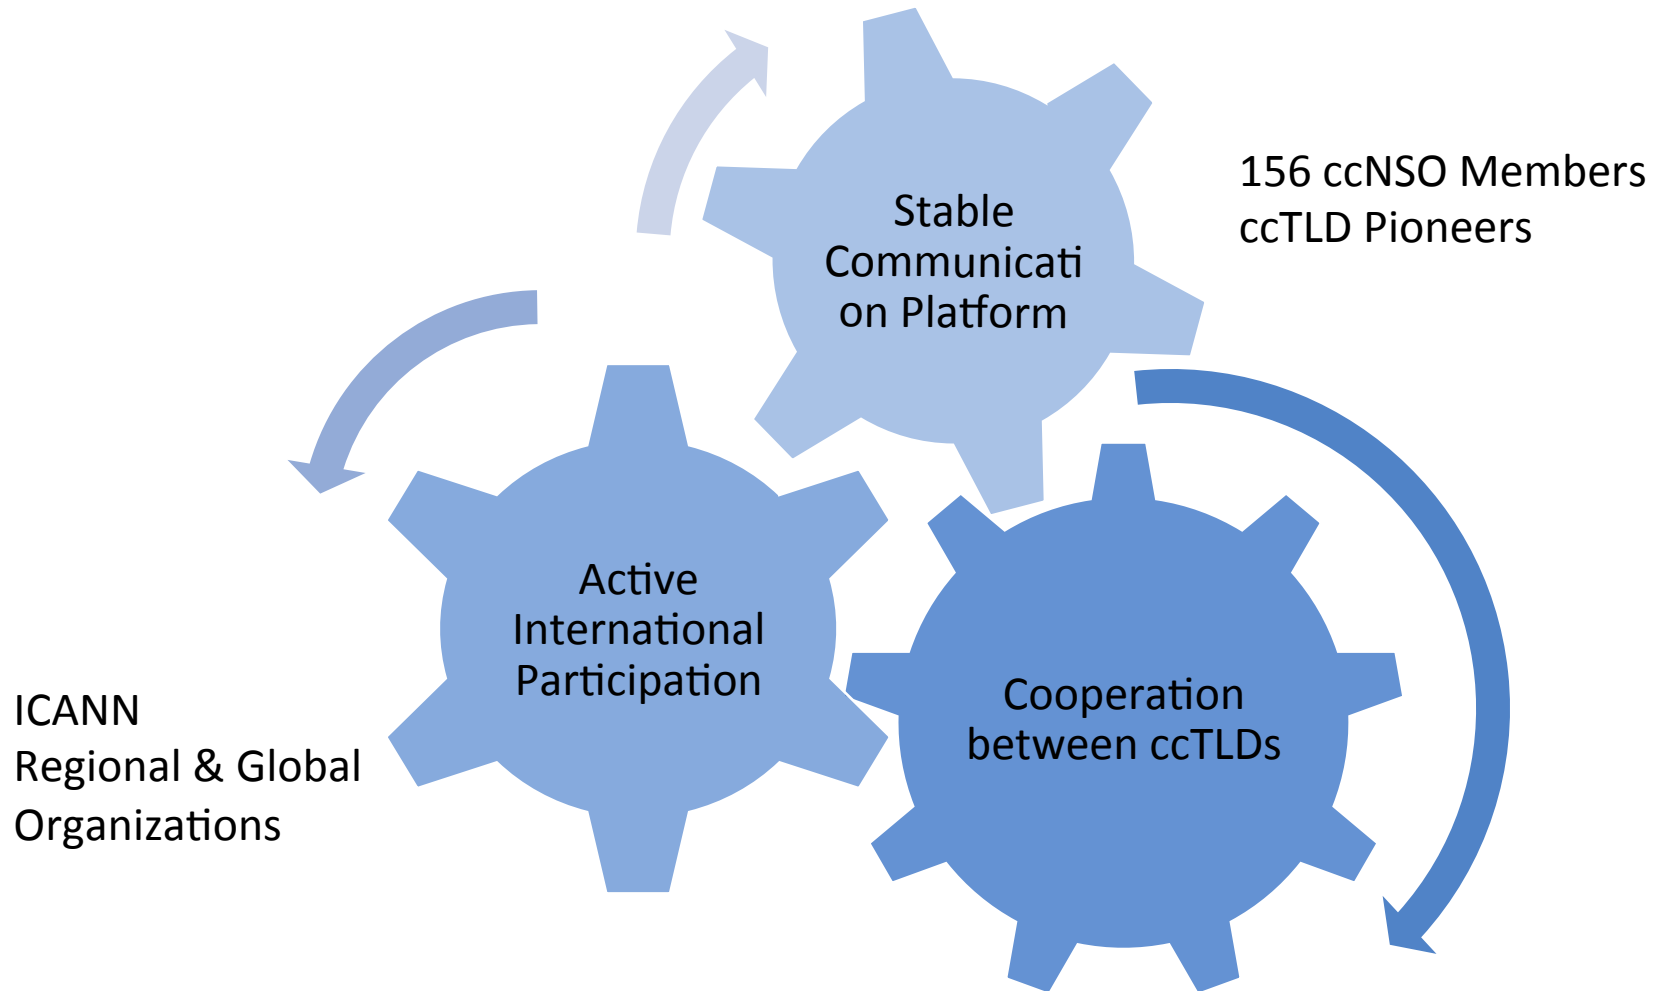 Stable
Communicati
on Platform
156 ccNSO Members
ccTLD Pioneers
Active
International
Participation
Cooperation
between ccTLDs
ICANN
Regional & Global
Organizations